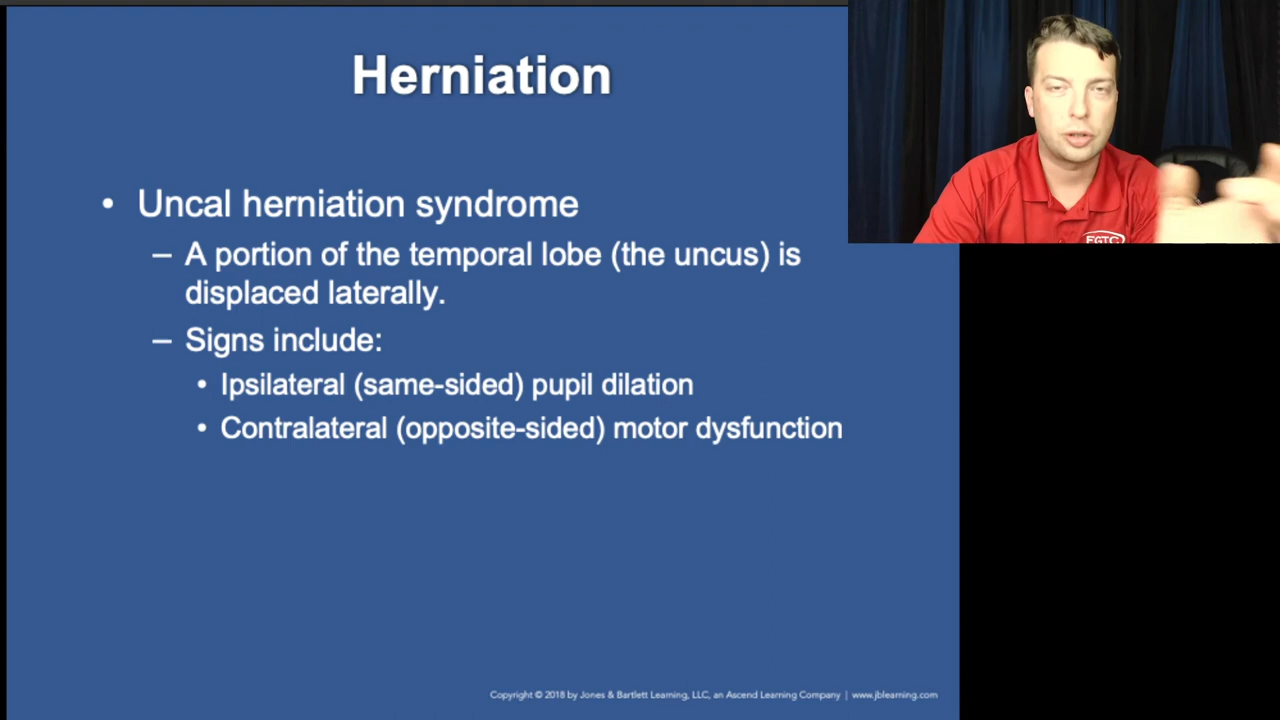 Herniation
• Uncal herniation syndrome
– A portion of the temporal lobe (the uncus) is
displaced laterally.
– Signs include:
• Ipsilateral (same-sided) pupil dilation
• Contralateral (opposite-sided) motor dysfunction
FGTC
Copyright © 2018 by Jones & Bartlett Learning, LLC, an Ascend Learning Company | www.jblearning.com